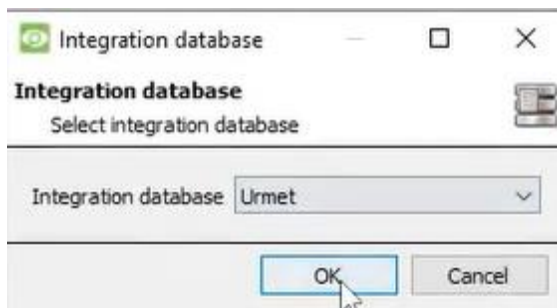 Integration database
Integration database
Select integration database
Integration database Urmet
OK Cancel